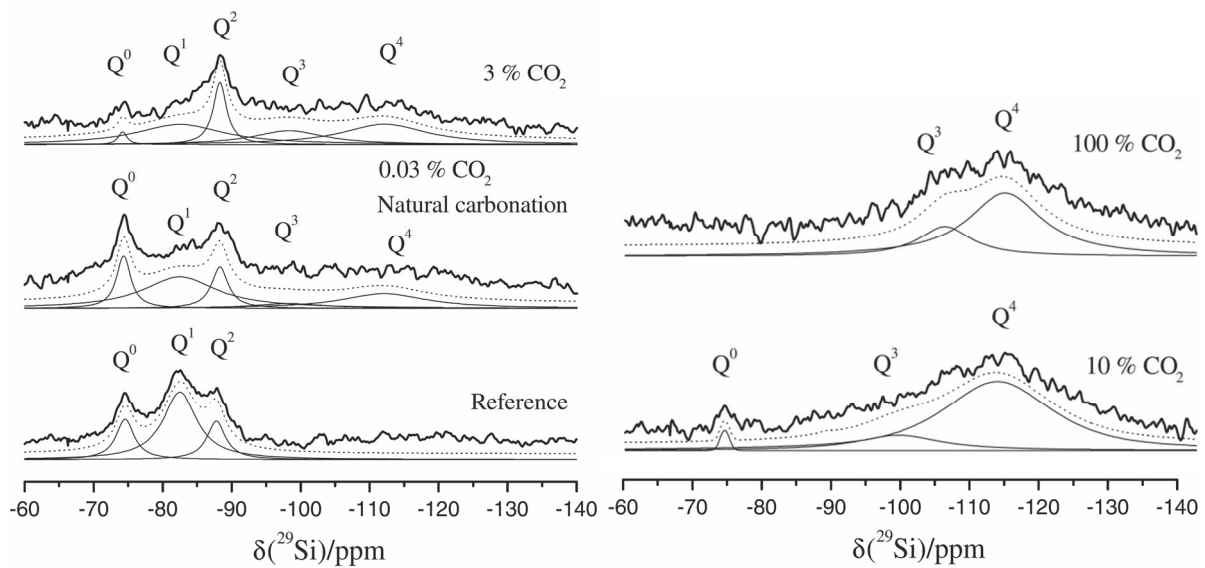 Q⁰ Q¹ Q² Q³ Q⁴
3 % CO₂
0.03 % CO₂
Natural carbonation
Q⁰ Q¹ Q² Q³ Q⁴
Q⁰ Q¹ Q²
Reference
-60 -70 -80 -90 -100 -110 -120 -130 -140
δ(²⁹Si)/ppm
Q³ Q⁴
100 % CO₂
Q⁰ Q³ Q⁴
10 % CO₂
-60 -70 -80 -90 -100 -110 -120 -130 -140
δ(²⁹Si)/ppm